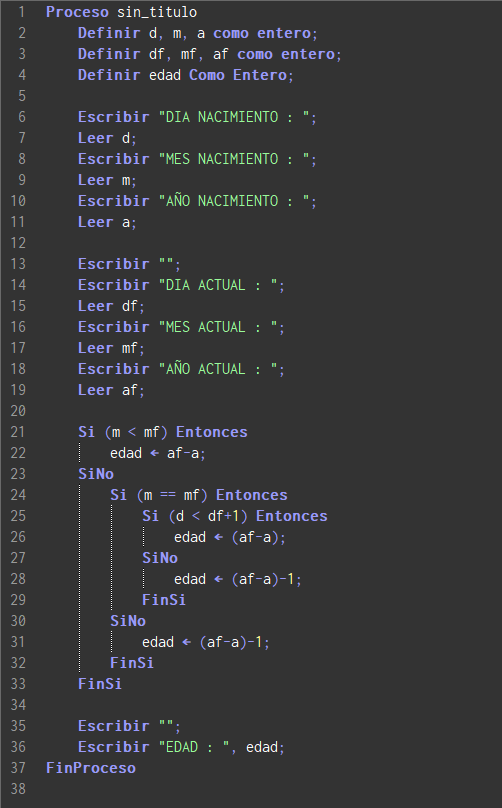 1 Proceso sin_titulo
2 Definir d, m, a como entero;
3 Definir df, mf, af como entero;
4 Definir edad Como Entero;
5
6 Escribir "DIA NACIMIENTO : ";
7 Leer d;
8 Escribir "MES NACIMIENTO : ";
9 Leer m;
10 Escribir "AÑO NACIMIENTO : ";
11 Leer a;
12
13 Escribir "";
14 Escribir "DIA ACTUAL : ";
15 Leer df;
16 Escribir "MES ACTUAL : ";
17 Leer mf;
18 Escribir "AÑO ACTUAL : ";
19 Leer af;
20
21 Si (m < mf) Entonces
22 edad ← af-a;
23 SiNo
24 Si (m == mf) Entonces
25 Si (d < df+1) Entonces
26 edad ← (af-a);
27 SiNo
28 edad ← (af-a)-1;
29 FinSi
30 SiNo
31 edad ← (af-a)-1;
32 FinSi
33 FinSi
34
35 Escribir "";
36 Escribir "EDAD : ", edad;
37 FinProceso
38